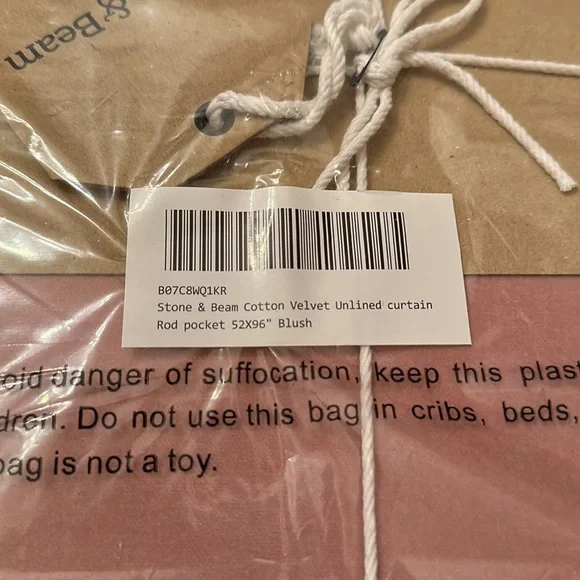 & Beam
B07C8WQ1KR
Stone & Beam Cotton Velvet Unlined curtain
Rod pocket 52X96" Blush
danger of suffocation, keep this
Do not use this bag in cribs, beds,
is not a toy.